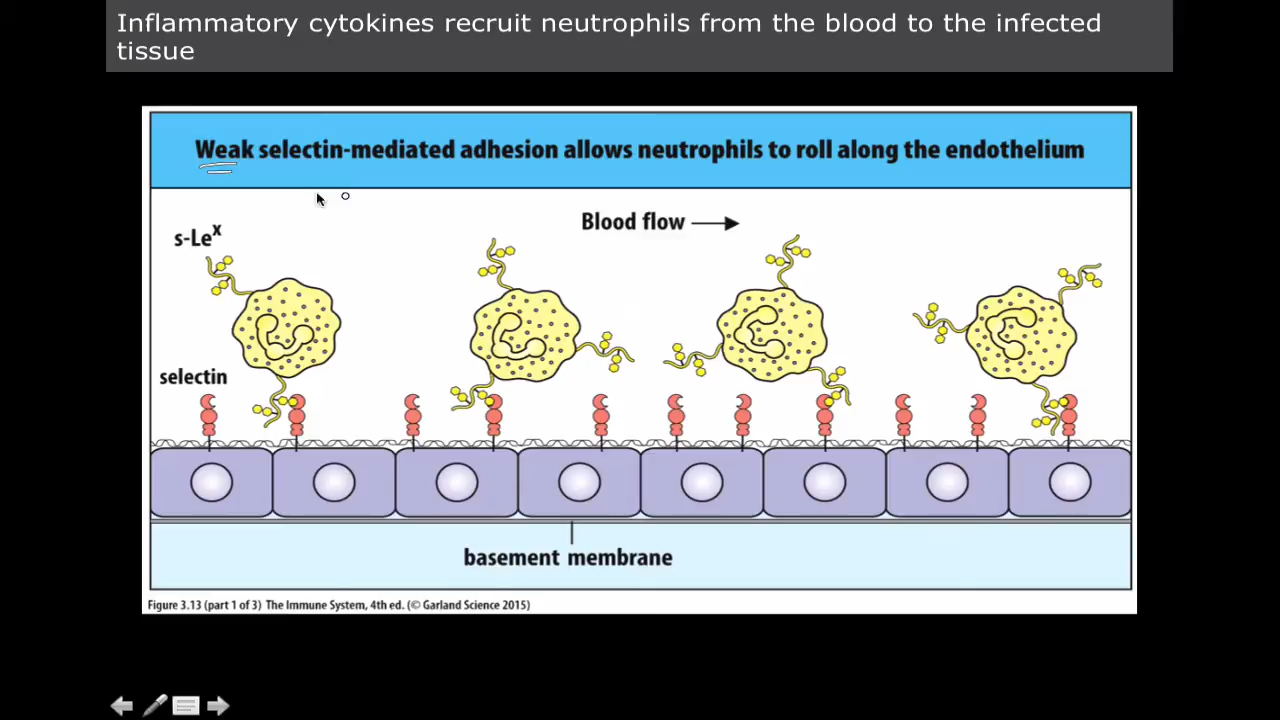 Inflammatory cytokines recruit neutrophils from the blood to the infected
tissue
Weak selectin-mediated adhesion allows neutrophils to roll along the endothelium
Blood flow
s-Leˣ
selectin
basement membrane
Figure 3.13 (part 1 of 3) The Immune System, 4th ed. (© Garland Science 2015)